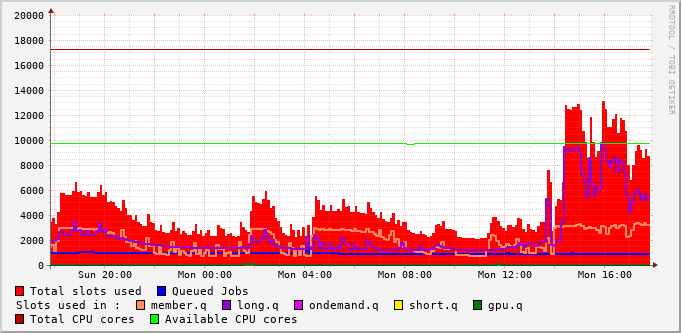 20000
18000
16000
14000
12000
10000
8000
6000
4000
2000
0
Sun 20:00 Mon 00:00 Mon 04:00 Mon 08:00 Mon 12:00 Mon 16:00
Total slots used Queued Jobs
Slots used in : member.q long.q ondemand.q short.q gpu.q
Total CPU cores Available CPU cores
RRDTOOL / TOBI OETIKER